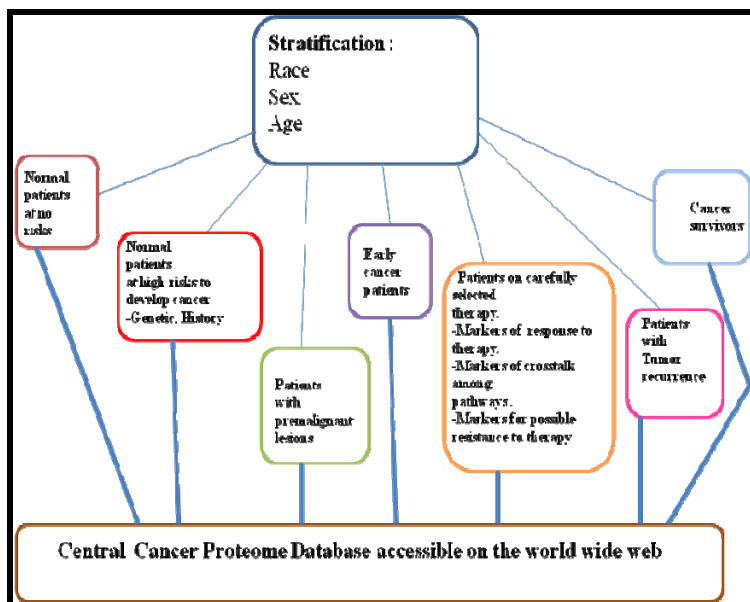 Stratification :
Race
Sex
Age
Normal
patients
at no
risks
Normal
patients
at high risks to
develop cancer
-Genetic, History
Patients
with
premalignant
lesions
Early
cancer
patients
Patients on carefully
selected
therapy.
-Markers of response to
therapy.
-Markers of crosstalk
among
pathways.
-Markers for possible
resistance to therapy
Patients
with
Tumor
recurrence
Cancer
survivors
Central Cancer Proteome Database accessible on the world wide web